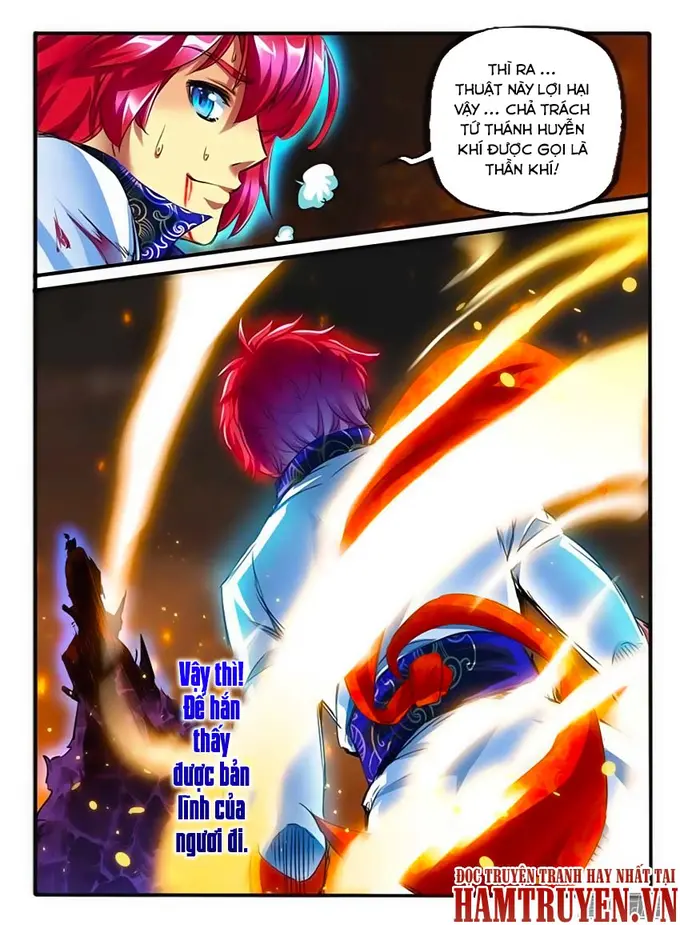 THÌ RA ...
THUẬT NÀY LỢI HẠI
VẬY ... CHẢ TRÁCH
TỨ THÁNH HUYỄN
KHÍ ĐƯỢC GỌI LÀ
THẦN KHÍ!
Vậy thì!
Để hắn
thấy
được bản
lĩnh của
ngươi đi.
ĐỌC TRUYỆN TRANH HAY NHẤT TẠI
HAMTRUYEN.VN